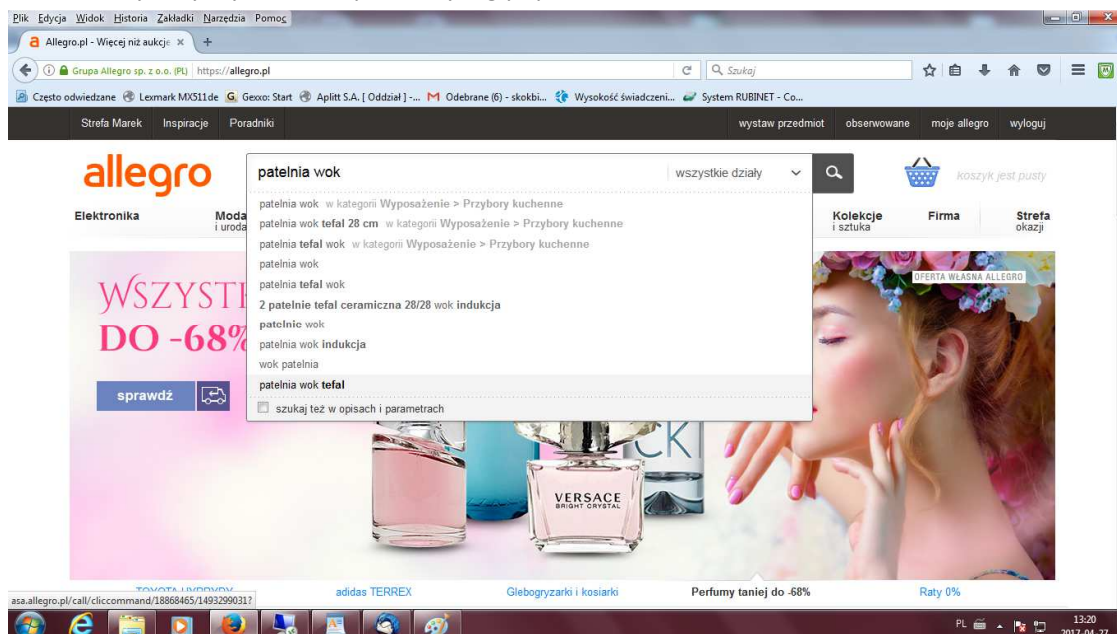 Plik Edycja Widok Historia Zakładki Narzędzia Pomoc
Allegro.pl - Więcej niż aukcje
Grupa Allegro sp. z o.o. (PL) https://allegro.pl Szukaj
Często odwiedzane Lexmark MX511de Gexxo: Start Aplitt S.A. [ Oddział ] -... Odebrane (6) - skokbi... Wysokość świadczeni... System RUBINET - Co...
Strefa Marek Inspiracje Poradniki wystaw przedmiot obserwowane moje allegro wyloguj
allegro patelnia wok wszystkie działy koszyk jest pusty
Elektronika Moda i uroda Kolekcje i sztuka Firma Strefa okazji
patelnia wok w kategorii Wyposażenie > Przybory kuchenne
patelnia wok tefal 28 cm w kategorii Wyposażenie > Przybory kuchenne
patelnia tefal wok w kategorii Wyposażenie > Przybory kuchenne
patelnia wok
patelnia tefal wok
2 patelnie tefal ceramiczna 28/28 wok indukcja
patelnie wok
patelnia wok indukcja
wok patelnia
patelnia wok tefal
szukaj też w opisach i parametrach
OFERTA WŁASNA ALLEGRO
DO -68%
sprawdź
CK
VERSACE
BRIGHT CRYSTAL
adidas TERREX Glebogryzarki i kosiarki Perfumy taniej do -68% Raty 0%
asa.allegro.pl/call/cliccommand/18868465/1493299031?
PL 13:20
2017-04-27